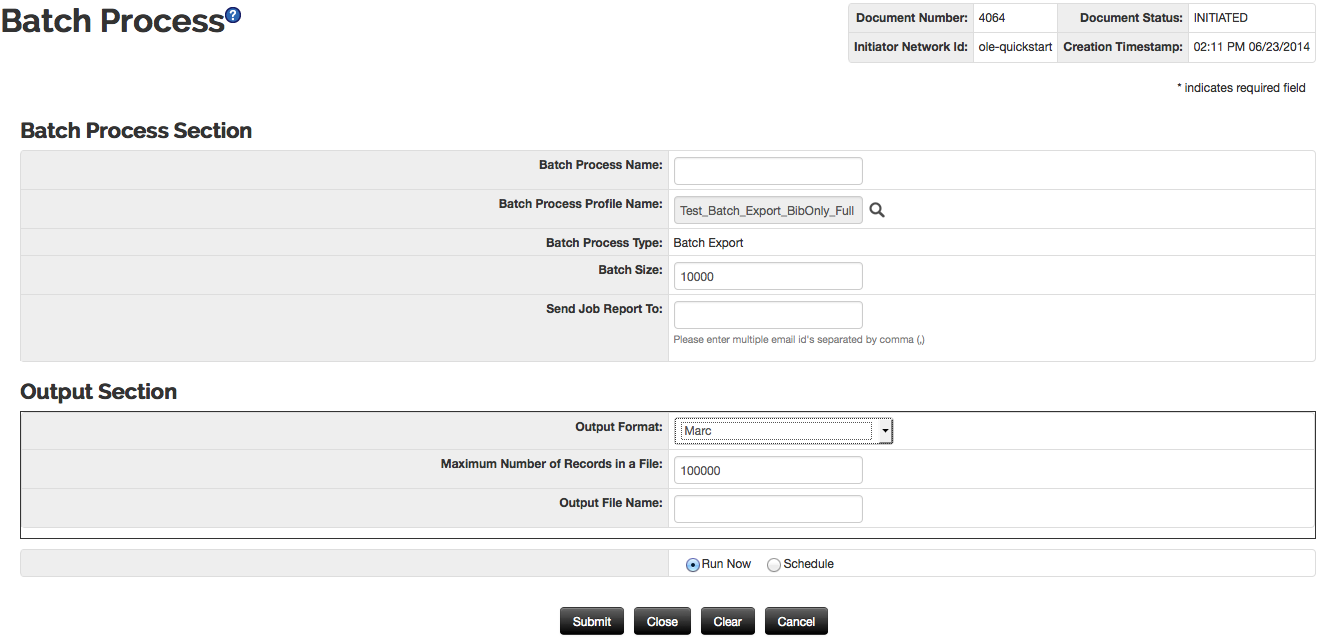 Batch Process?
Document Number: 4064 Document Status: INITIATED
Initiator Network Id: ole-quickstart Creation Timestamp: 02:11 PM 06/23/2014
* indicates required field
Batch Process Section
Batch Process Name:
Batch Process Profile Name: Test_Batch_Export_BibOnly_Full
Batch Process Type: Batch Export
Batch Size: 10000
Send Job Report To:
Please enter multiple email id's separated by comma (,)
Output Section
Output Format: Marc
Maximum Number of Records in a File: 100000
Output File Name:
Run Now Schedule
Submit Close Clear Cancel